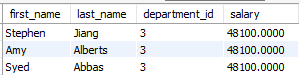 first_name last_name department_id salary
Stephen Jiang 3 48100.0000
Amy Alberts 3 48100.0000
Syed Abbas 3 48100.0000